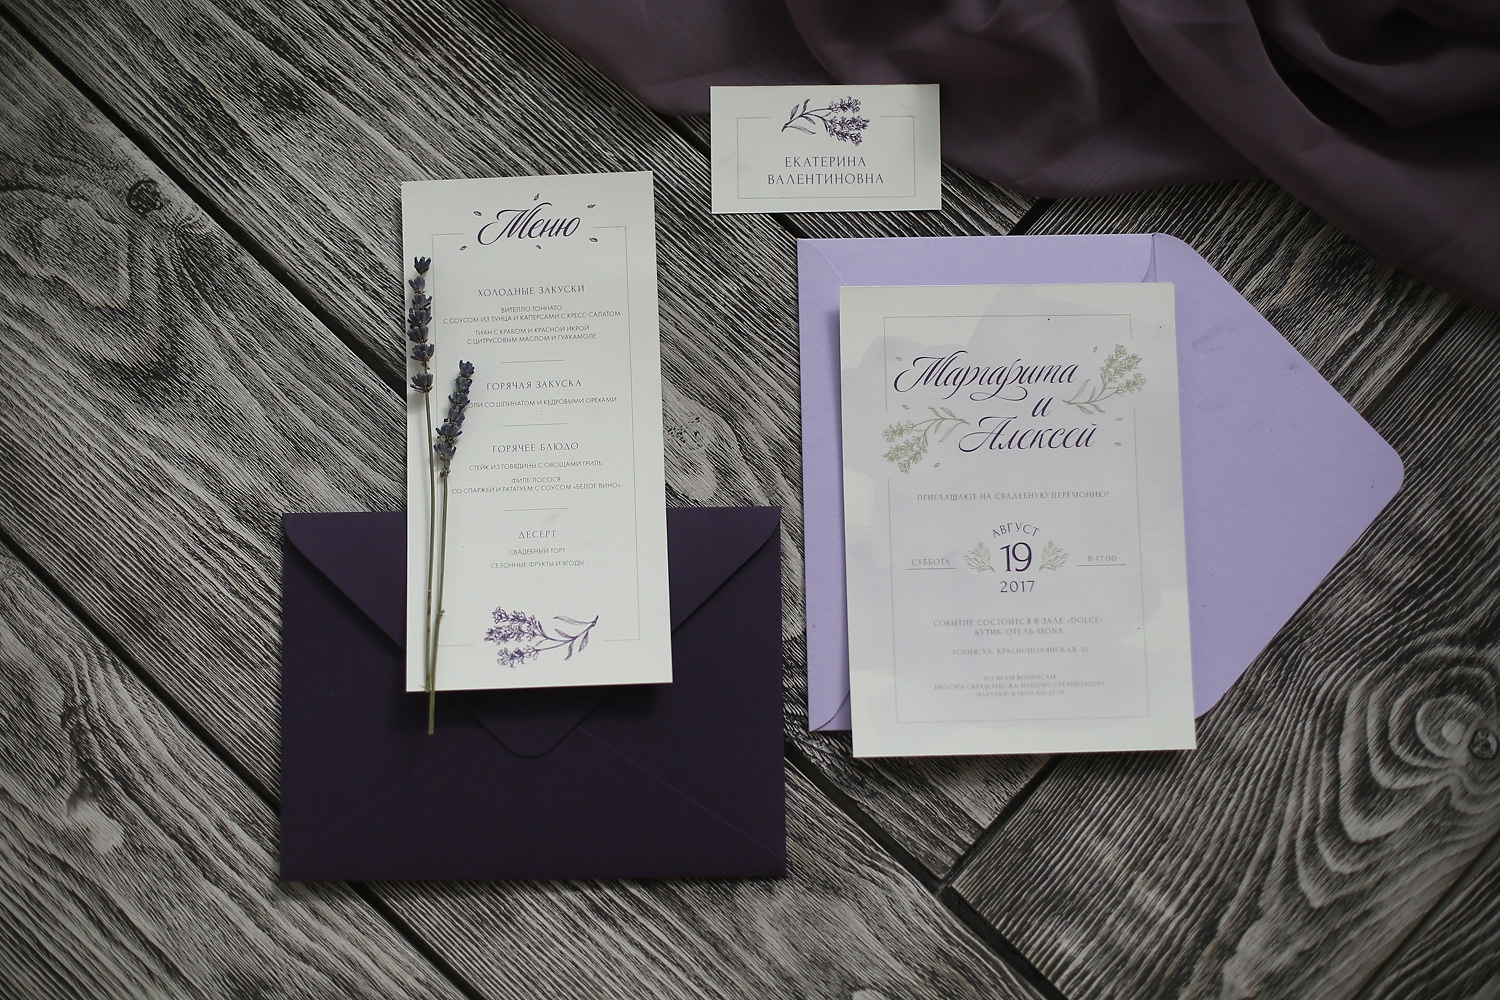 ЕКАТЕРИНА
ВАЛЕНТИНОВНА
Меню
ХОЛОДНЫЕ ЗАКУСКИ
ВИТЕЛЛО ТОННАТО
С СОУСОМ ИЗ ТУНЦА И КАПЕРСАМИ С КРЕСС-САЛАТОМ
ТИАН С КРАБОМ И КРАСНОЙ ИКРОЙ
С ЦИТРУСОВЫМ МАСЛОМ И ГУАКАМОЛЕ
ГОРЯЧАЯ ЗАКУСКА
СО ШПИНАТОМ И КЕДРОВЫМИ ОРЕХАМИ
ГОРЯЧЕЕ БЛЮДО
СТЕЙК ИЗ ГОВЯДИНЫ С ОВОЩАМИ ГРИЛЬ
ФИЛЕ ЛОСОСЯ
СО СПАРЖЕЙ И РАТАТУЕМ С СОУСОМ «БЕЛОЕ ВИНО»
ДЕСЕРТ
СВАДЕБНЫЙ ТОРТ
СЕЗОННЫЕ ФРУКТЫ И ЯГОДЫ
Маргарита
и
Алексей
ПРИГЛАШАЮТ НА СВАДЕБНУЮ ЦЕРЕМОНИЮ!
АВГУСТ
СУББОТА 19 В 17:00
2017
СОБЫТИЕ СОСТОИТСЯ В ЗАЛЕ «DOLCE»
БУТИК-ОТЕЛЬ MONA
ЛОБНЯ, УЛ. КРАСНОПОЛЯНСКАЯ, 52
ПО ВСЕМ ВОПРОСАМ
ПРОСИМ ОБРАЩАТЬСЯ К НАШЕМУ ОРГАНИЗАТОРУ
НАТАЛЬЯ,